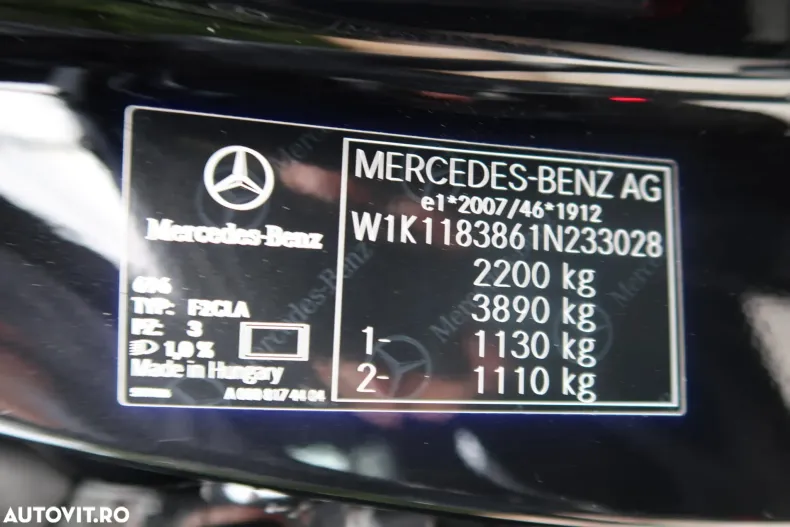 Mercedes-Benz
696
TYP: F2CLA
FZ: 3
1,0 %
Made in Hungary
MERCEDES-BENZ AG
e1*2007/46*1912
W1K1183861N233028
2200 kg
3890 kg
1- 1130 kg
2- 1110 kg
AUTOVIT.RO